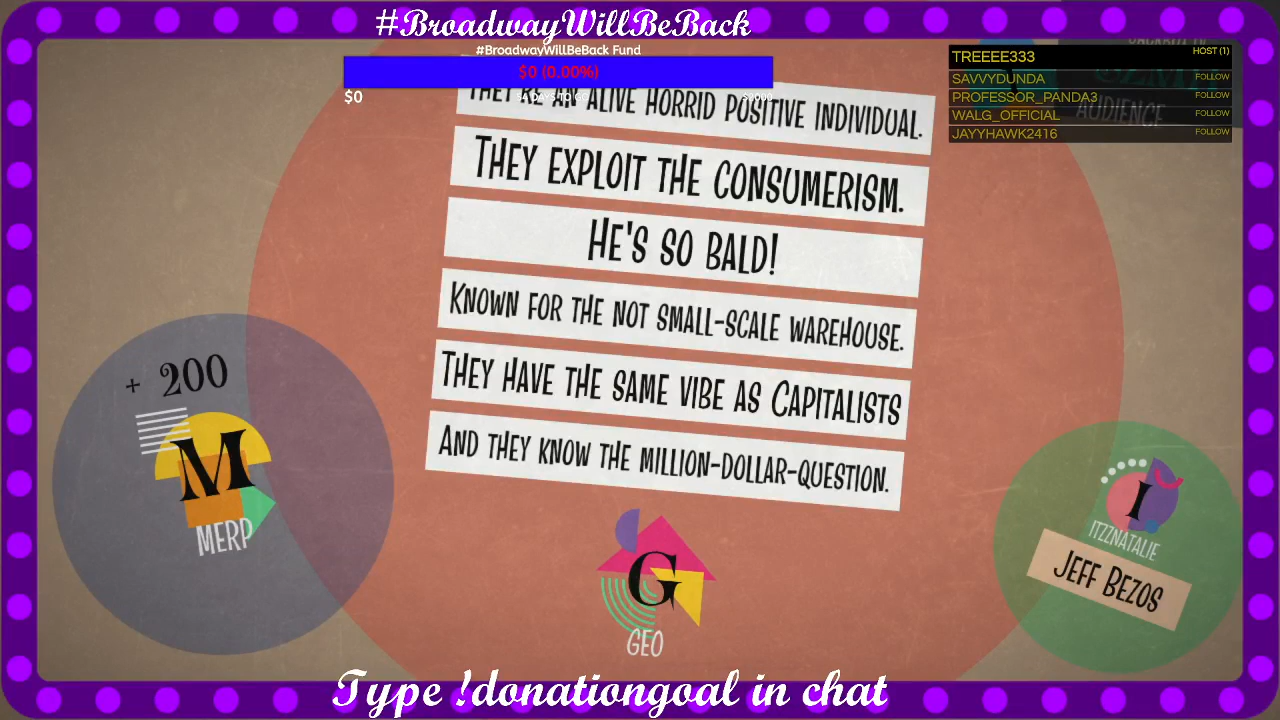 #BroadwayWillBeBack
#BroadwayWillBeBack Fund
$0 (0.00%)
$0
TREEEE333 HOST (1)
SAVVYDUNDA FOLLOW
PROFESSOR_PANDA3 FOLLOW
WALG_OFFICIAL FOLLOW
JAYYHAWK2416 FOLLOW
AUDIENCE
ALIVE HORRID POSITIVE INDIVIDUAL.
THEY EXPLOIT THE CONSUMERISM.
HE'S SO BALD!
KNOWN FOR THE NOT SMALL-SCALE WAREHOUSE.
THEY HAVE THE SAME VIBE AS CAPITALISTS
AND THEY KNOW THE MILLION-DOLLAR-QUESTION.
+ 200
M
MERP
G
GEO
I
ITZZNATALIE
JEFF BEZOS
Type !donationgoal in chat